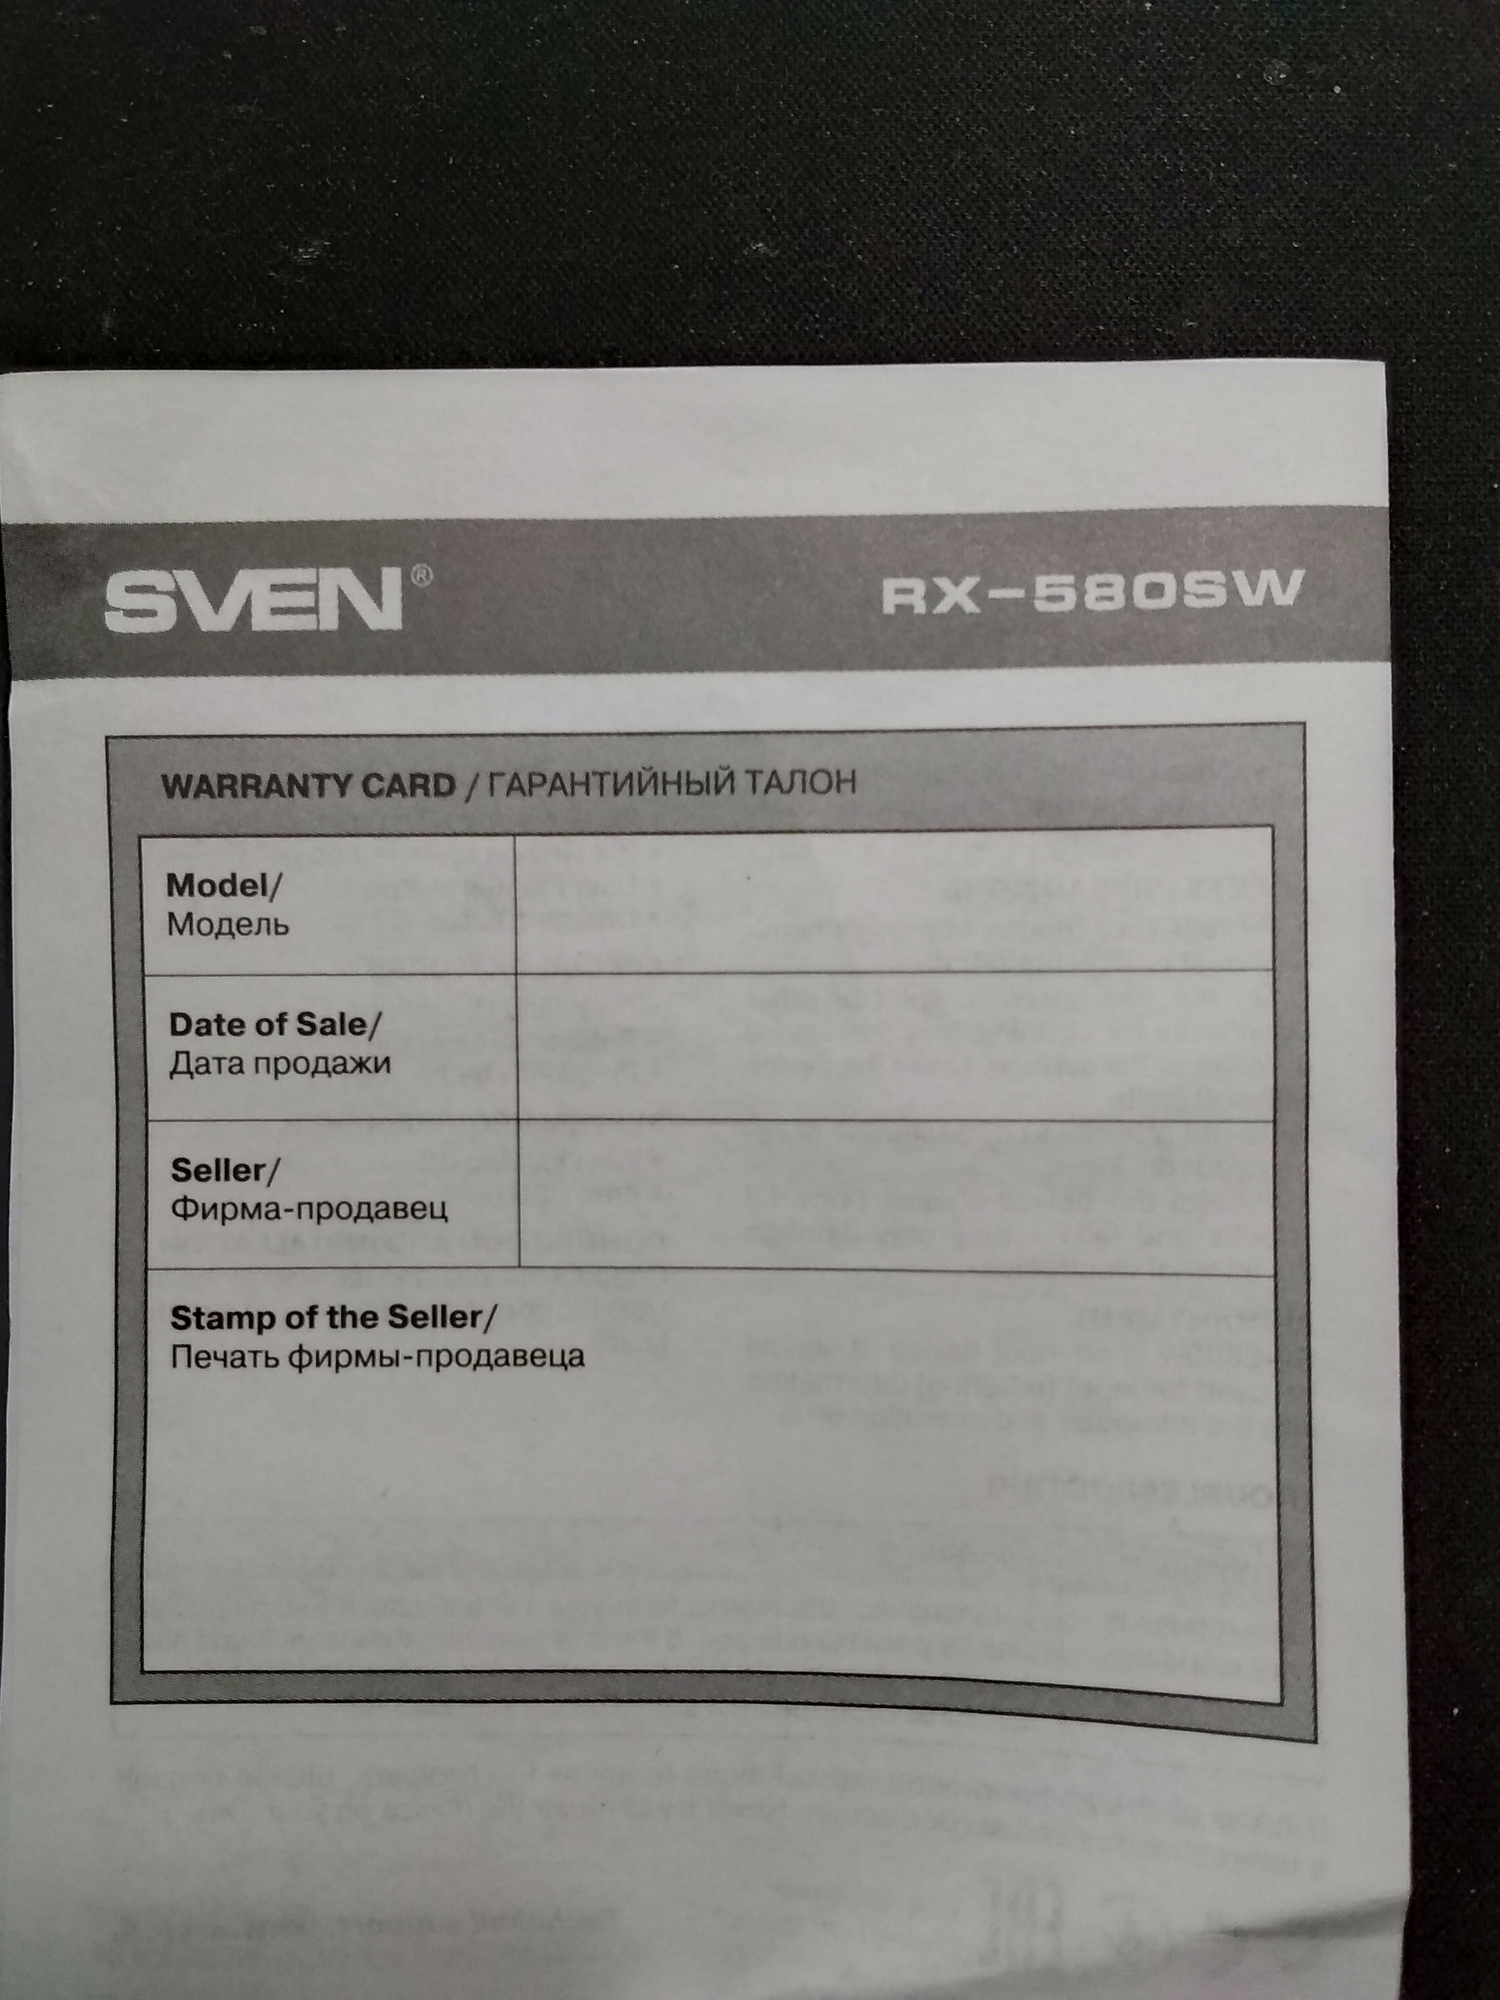 SVEN® RX-580SW
WARRANTY CARD / ГАРАНТИЙНЫЙ ТАЛОН
Model/
Модель
Date of Sale/
Дата продажи
Seller/
Фирма-продавец
Stamp of the Seller/
Печать фирмы-продавеца